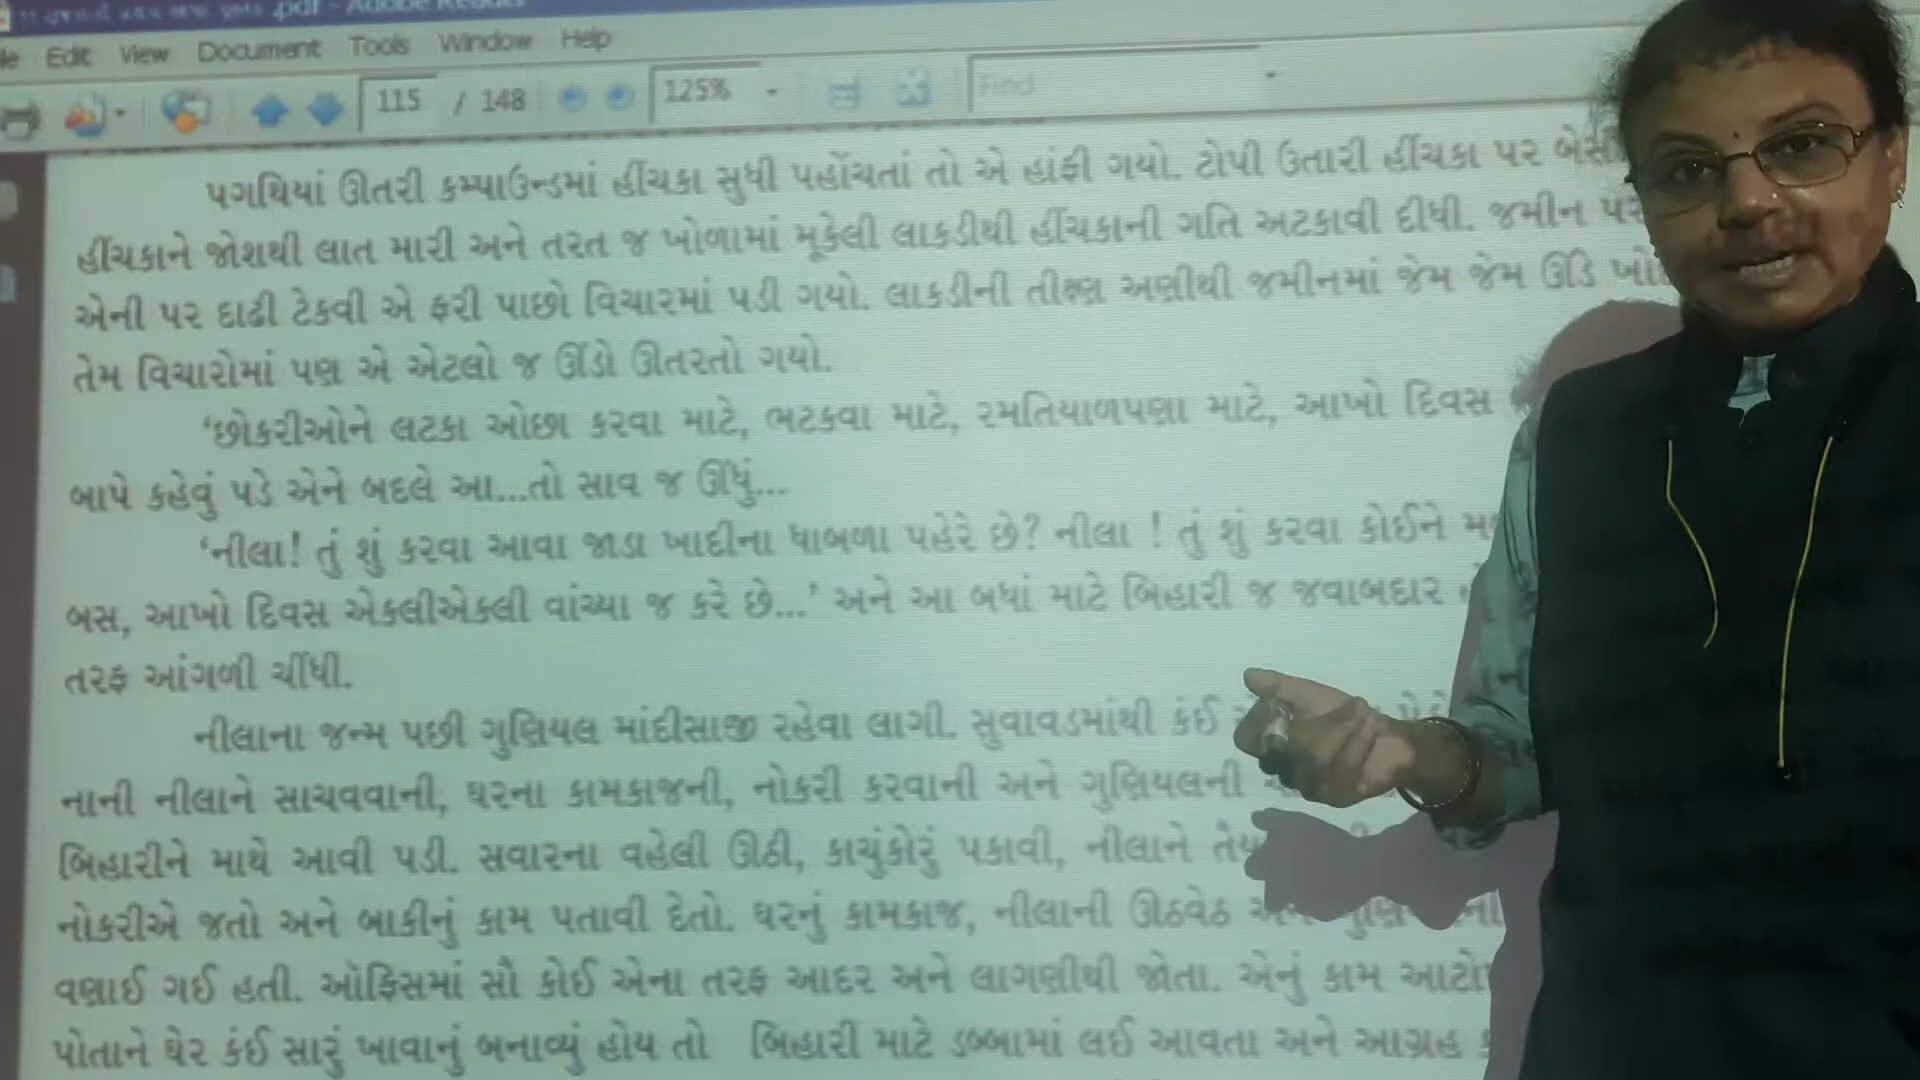 .pdf - Adobe Reader
Edit View Document Tools Window Help
115 / 148 125% Find
પગથિયાં ઊતરી કમ્પાઉન્ડમાં હીંચકા સુધી પહોંચતાં તો એ હાંફી ગયો. ટોપી ઉતારી હીંચકા પર
હીંચકાને જોશથી લાત મારી અને તરત જ ખોળામાં મૂકેલી લાકડીથી હીંચકાની ગતિ અટકાવી દીધી. જમીન પર
એની પર દાઢી ટેકવી એ ફરી પાછો વિચારમાં પડી ગયો. લાકડીની તીક્ષ્ણ અણીથી જમીનમાં જેમ જેમ ઊંડિ
તેમ વિચારોમાં પણ એ એટલો જ ઊંડો ઊતરતો ગયો.
‘છોકરીઓને લટકા ઓછા કરવા માટે, ભટકવા માટે, રમતિયાળપણા માટે, આખો દિવસ
બાપે કહેવું પડે એને બદલે આ...તો સાવ જ ઊંધું...
‘નીલા! તું શું કરવા આવા જાડા ખાદીના ધાબળા પહેરે છે? નીલા ! તું શું કરવા કોઈને
બસ, આખો દિવસ એકલીએકલી વાંચ્યા જ કરે છે...’ અને આ બધાં માટે બિહારી જ જવાબદાર
તરફ આંગળી ચીંધી.
નીલાના જન્મ પછી ગુણિયલ માંદીસાજી રહેવા લાગી. સુવાવડમાંથી કંઈ
નાની નીલાને સાચવવાની, ઘરના કામકાજની, નોકરી કરવાની અને ગુણિયલની
બિહારીને માથે આવી પડી. સવારના વહેલી ઊઠી, કાચુંકોરું પકાવી, નીલાને
નોકરીએ જતો અને બાકીનું કામ પતાવી દેતો. ઘરનું કામકાજ, નીલાની ઊઠવેઠ
વણાઈ ગઈ હતી. ઑફિસમાં સૌ કોઈ એના તરફ આદર અને લાગણીથી જોતા. એનું કામ
પોતાને ઘેર કંઈ સારું ખાવાનું બનાવ્યું હોય તો બિહારી માટે ડબ્બામાં લઈ આવતા અને આગ્રહ